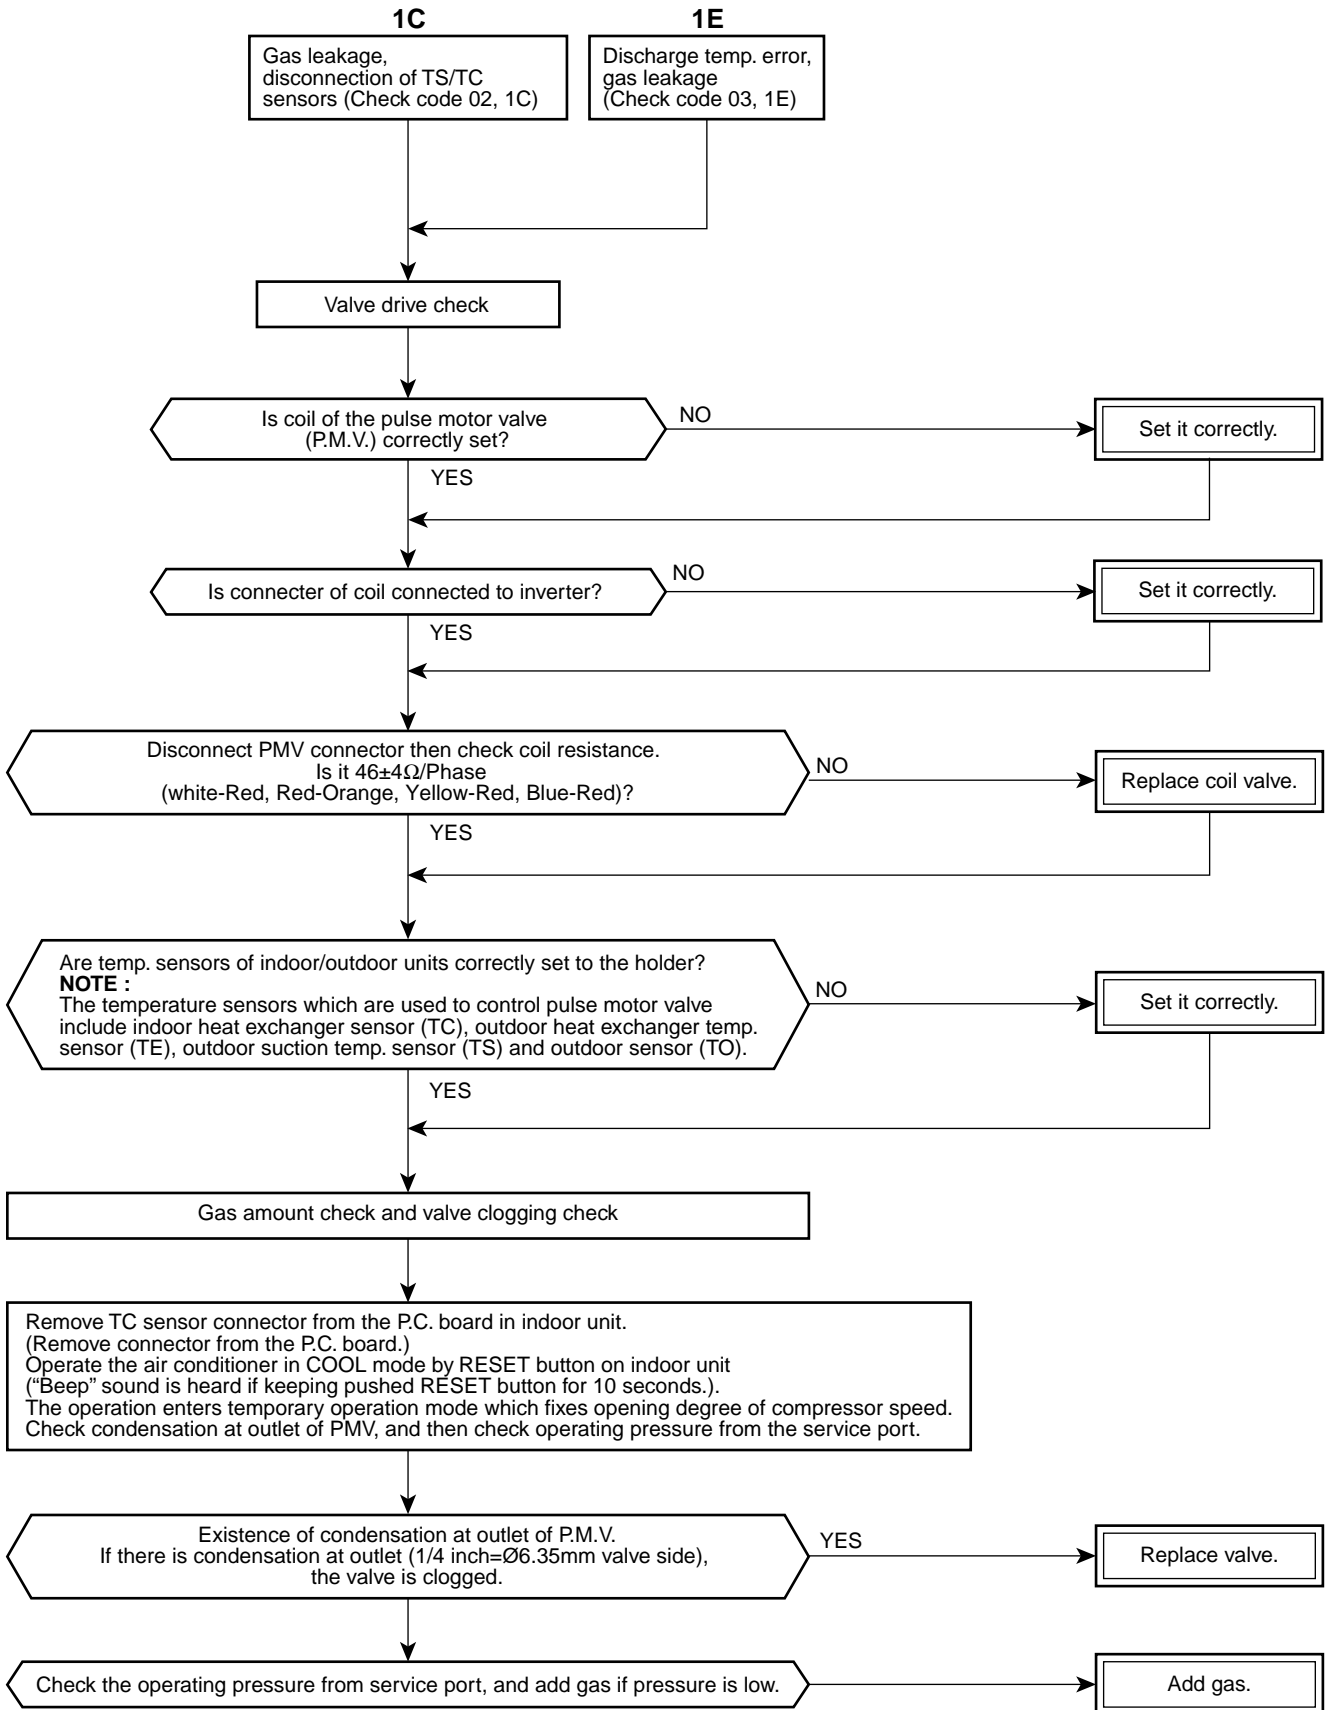 1C
1E
Gas leakage,
disconnection of TS/TC
sensors (Check code 02, 1C)
Discharge temp. error,
gas leakage
(Check code 03, 1E)
Valve drive check
Is coil of the pulse motor valve
(P.M.V.) correctly set?
NO
Set it correctly.
YES
Is connecter of coil connected to inverter?
NO
Set it correctly.
YES
Disconnect PMV connector then check coil resistance.
Is it 46±4Ω/Phase
(white-Red, Red-Orange, Yellow-Red, Blue-Red)?
NO
Replace coil valve.
YES
Are temp. sensors of indoor/outdoor units correctly set to the holder?
NOTE :
The temperature sensors which are used to control pulse motor valve
include indoor heat exchanger sensor (TC), outdoor heat exchanger temp.
sensor (TE), outdoor suction temp. sensor (TS) and outdoor sensor (TO).
NO
Set it correctly.
YES
Gas amount check and valve clogging check
Remove TC sensor connector from the P.C. board in indoor unit.
(Remove connector from the P.C. board.)
Operate the air conditioner in COOL mode by RESET button on indoor unit
(“Beep” sound is heard if keeping pushed RESET button for 10 seconds.).
The operation enters temporary operation mode which fixes opening degree of compressor speed.
Check condensation at outlet of PMV, and then check operating pressure from the service port.
Existence of condensation at outlet of P.M.V.
If there is condensation at outlet (1/4 inch=Ø6.35mm valve side),
the valve is clogged.
YES
Replace valve.
Check the operating pressure from service port, and add gas if pressure is low.
Add gas.